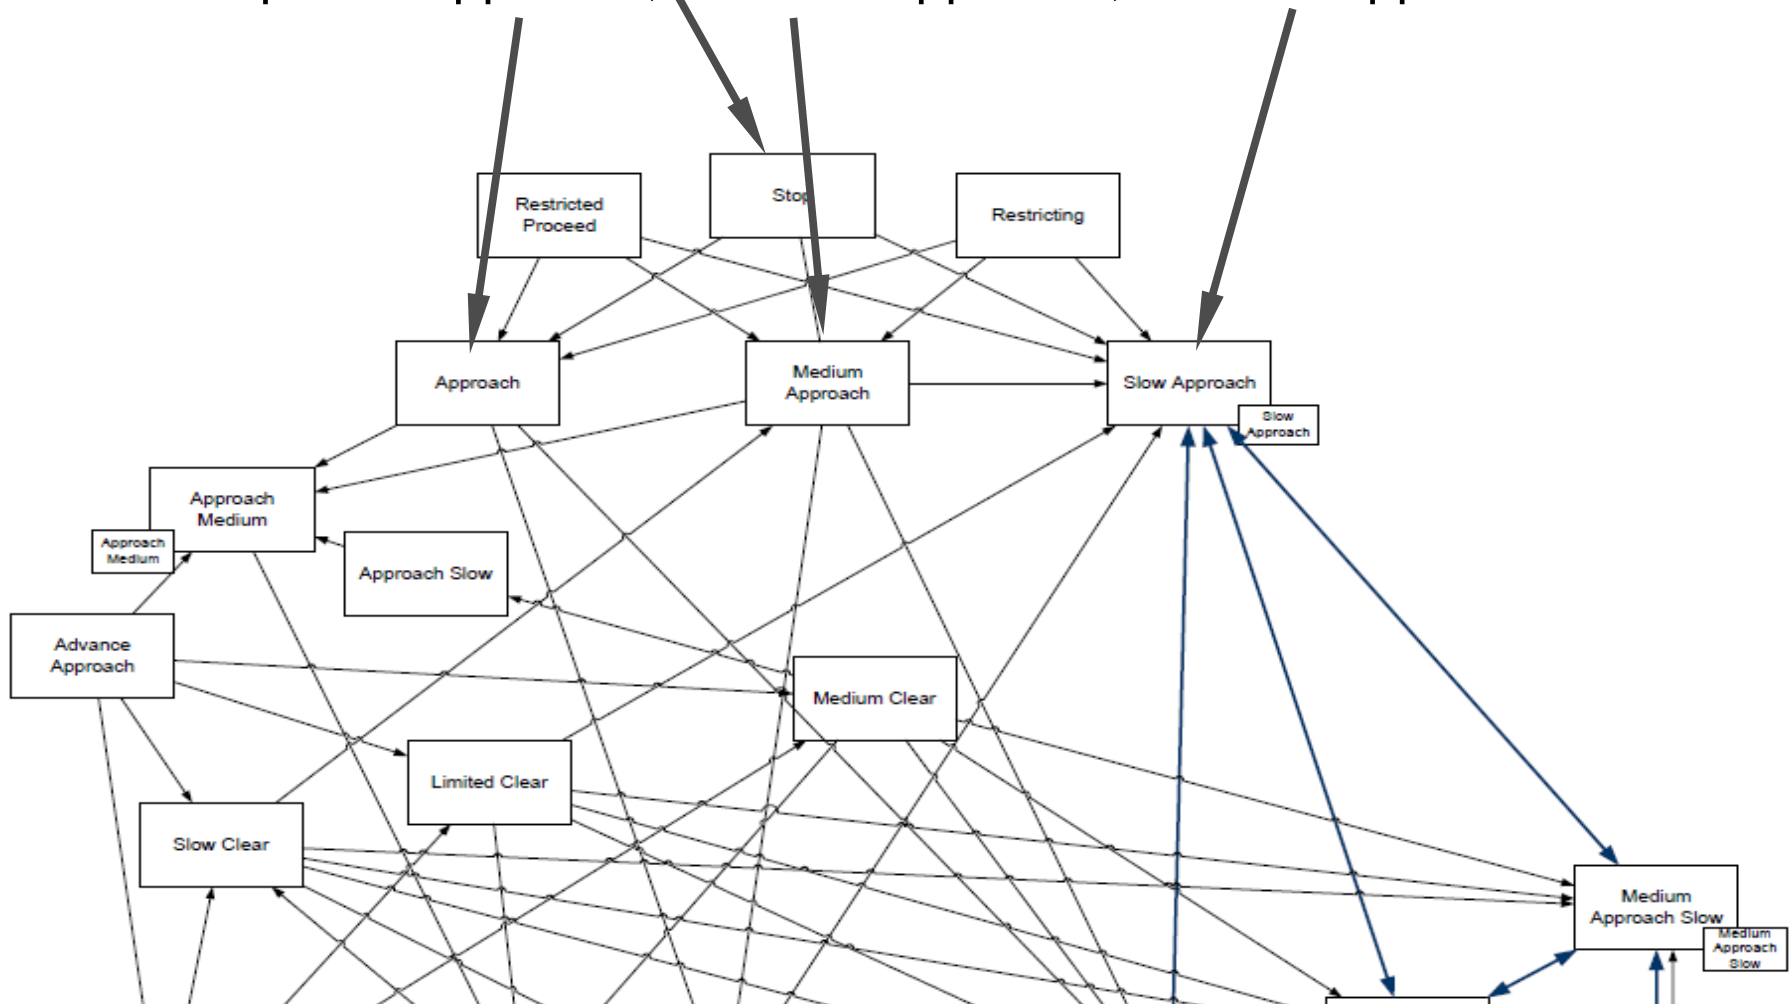 Stop
Restricted
Proceed
Restricting
Approach
Medium
Approach
Slow Approach
Slow
Approach
Approach
Medium
Approach
Medium
Approach Slow
Advance
Approach
Medium Clear
Limited Clear
Slow Clear
Medium
Approach Slow
Medium
Approach
Slow